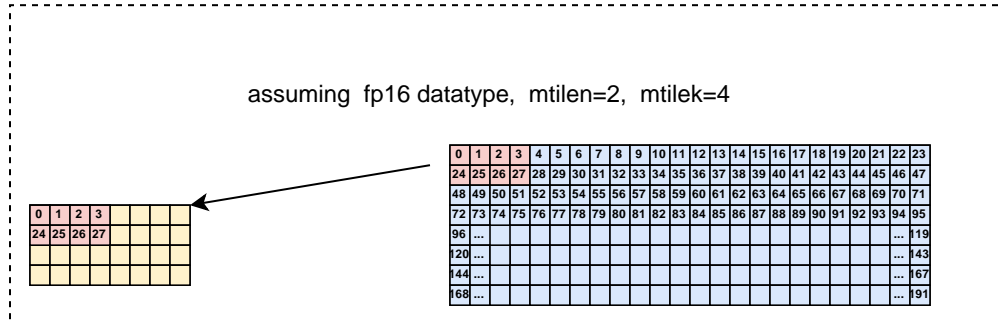 assuming fp16 datatype, mtilen=2, mtilek=4
0 1 2 3 4 5 6 7 8 9 10 11 12 13 14 15 16 17 18 19 20 21 22 23
24 25 26 27 28 29 30 31 32 33 34 35 36 37 38 39 40 41 42 43 44 45 46 47
48 49 50 51 52 53 54 55 56 57 58 59 60 61 62 63 64 65 66 67 68 69 70 71
72 73 74 75 76 77 78 79 80 81 82 83 84 85 86 87 88 89 90 91 92 93 94 95
96 ... ... 119
120 ... ... 143
144 ... ... 167
168 ... ... 191
0 1 2 3
24 25 26 27